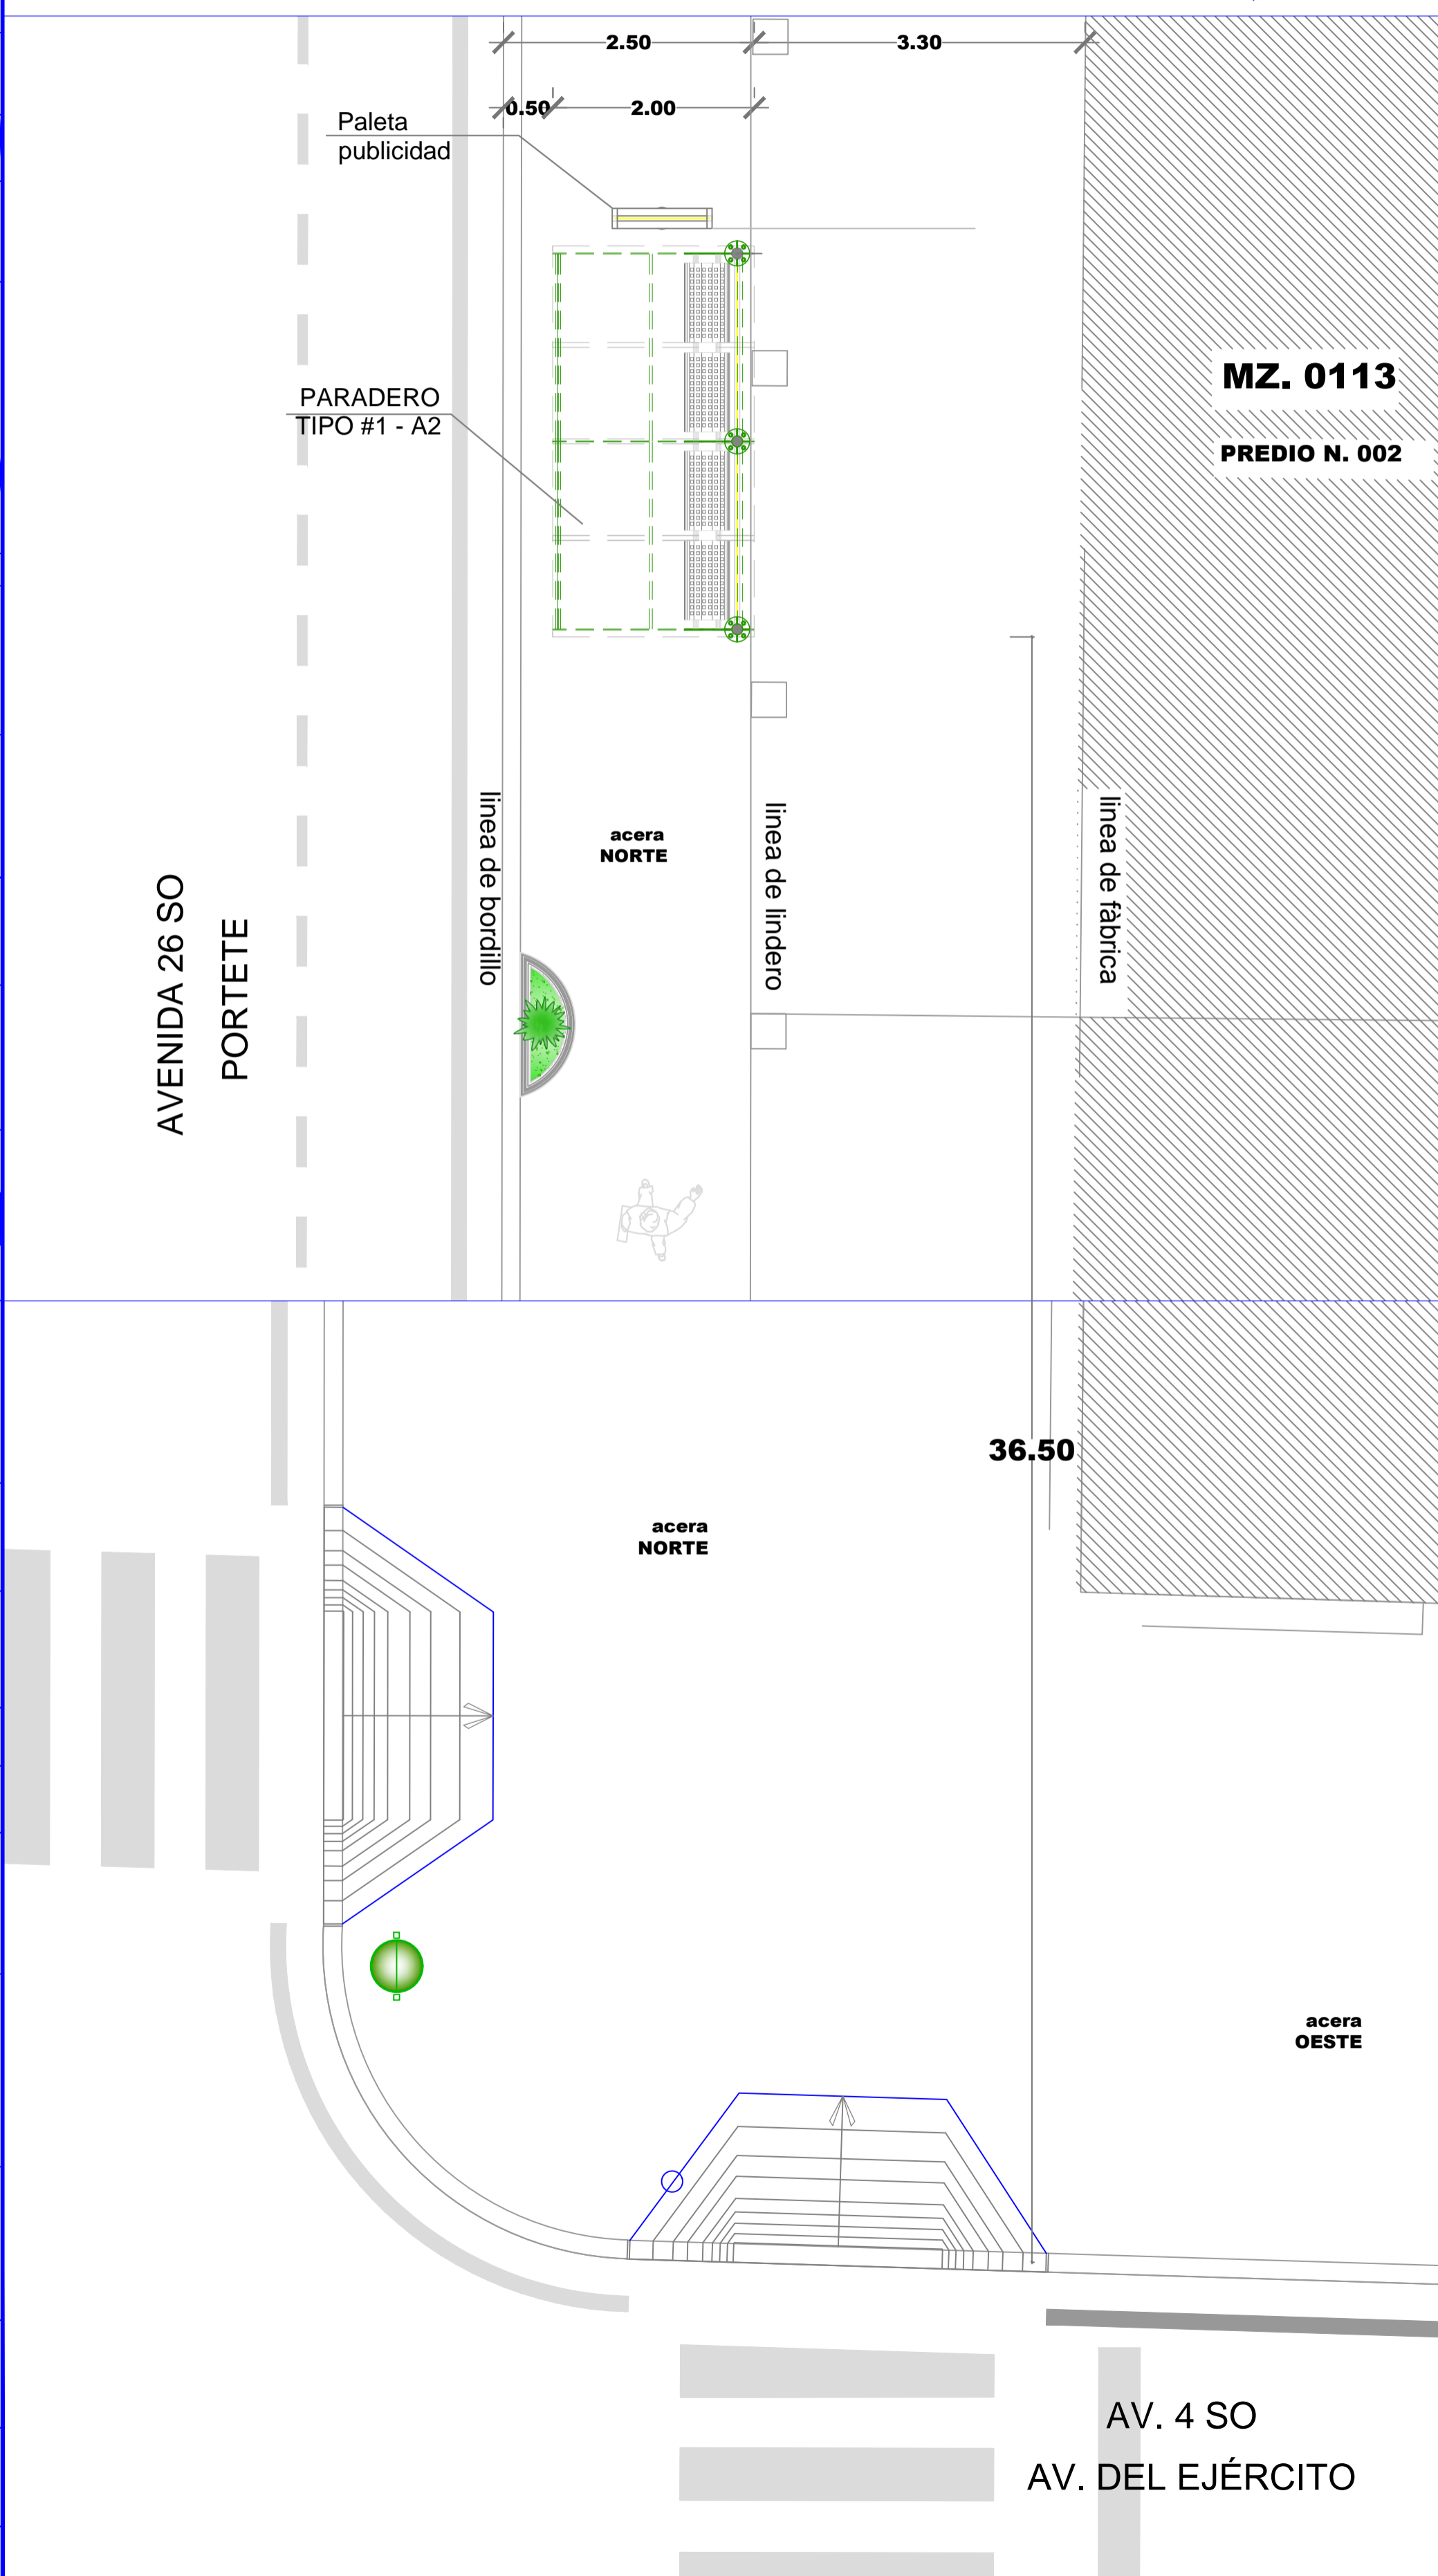 2.50
3.30
0.50
2.00
Paleta
publicidad
MZ. 0113
PARADERO
TIPO #1 - A2
PREDIO N. 002
linea de bordillo
acera
NORTE
linea de lindero
linea de fàbrica
AVENIDA 26 SO
PORTETE
36.50
acera
NORTE
acera
OESTE
AV. 4 SO
AV. DEL EJÉRCITO